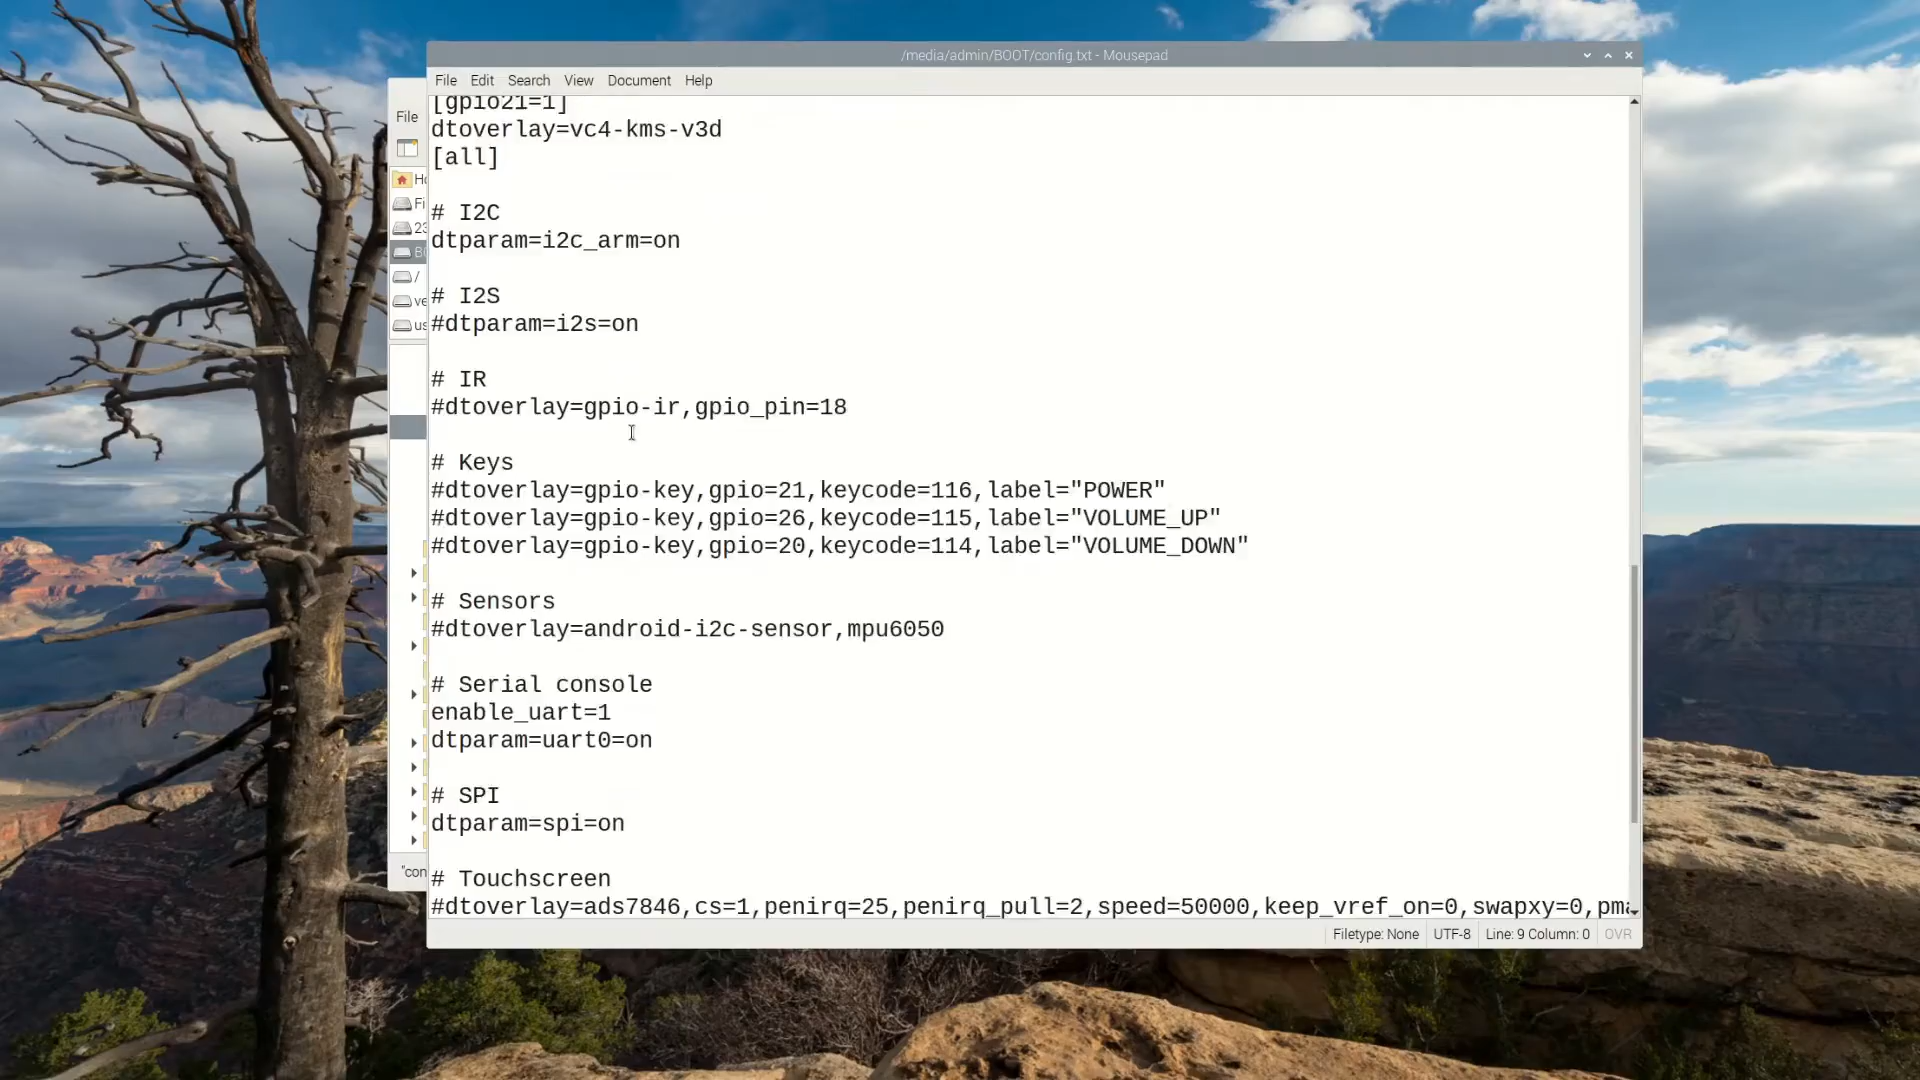 /media/admin/BOOT/config.txt - Mousepad
File Edit Search View Document Help
File
[gpio21=1]
dtoverlay=vc4-kms-v3d
[all]
# I2C
dtparam=i2c_arm=on
# I2S
#dtparam=i2s=on
# IR
#dtoverlay=gpio-ir,gpio_pin=18
# Keys
#dtoverlay=gpio-key,gpio=21,keycode=116,label="POWER"
#dtoverlay=gpio-key,gpio=26,keycode=115,label="VOLUME_UP"
#dtoverlay=gpio-key,gpio=20,keycode=114,label="VOLUME_DOWN"
# Sensors
#dtoverlay=android-i2c-sensor,mpu6050
# Serial console
enable_uart=1
dtparam=uart0=on
# SPI
dtparam=spi=on
# Touchscreen
#dtoverlay=ads7846,cs=1,penirq=25,penirq_pull=2,speed=50000,keep_vref_on=0,swapxy=0,pma
Filetype: None UTF-8 Line: 9 Column: 0 OVR
/
"con